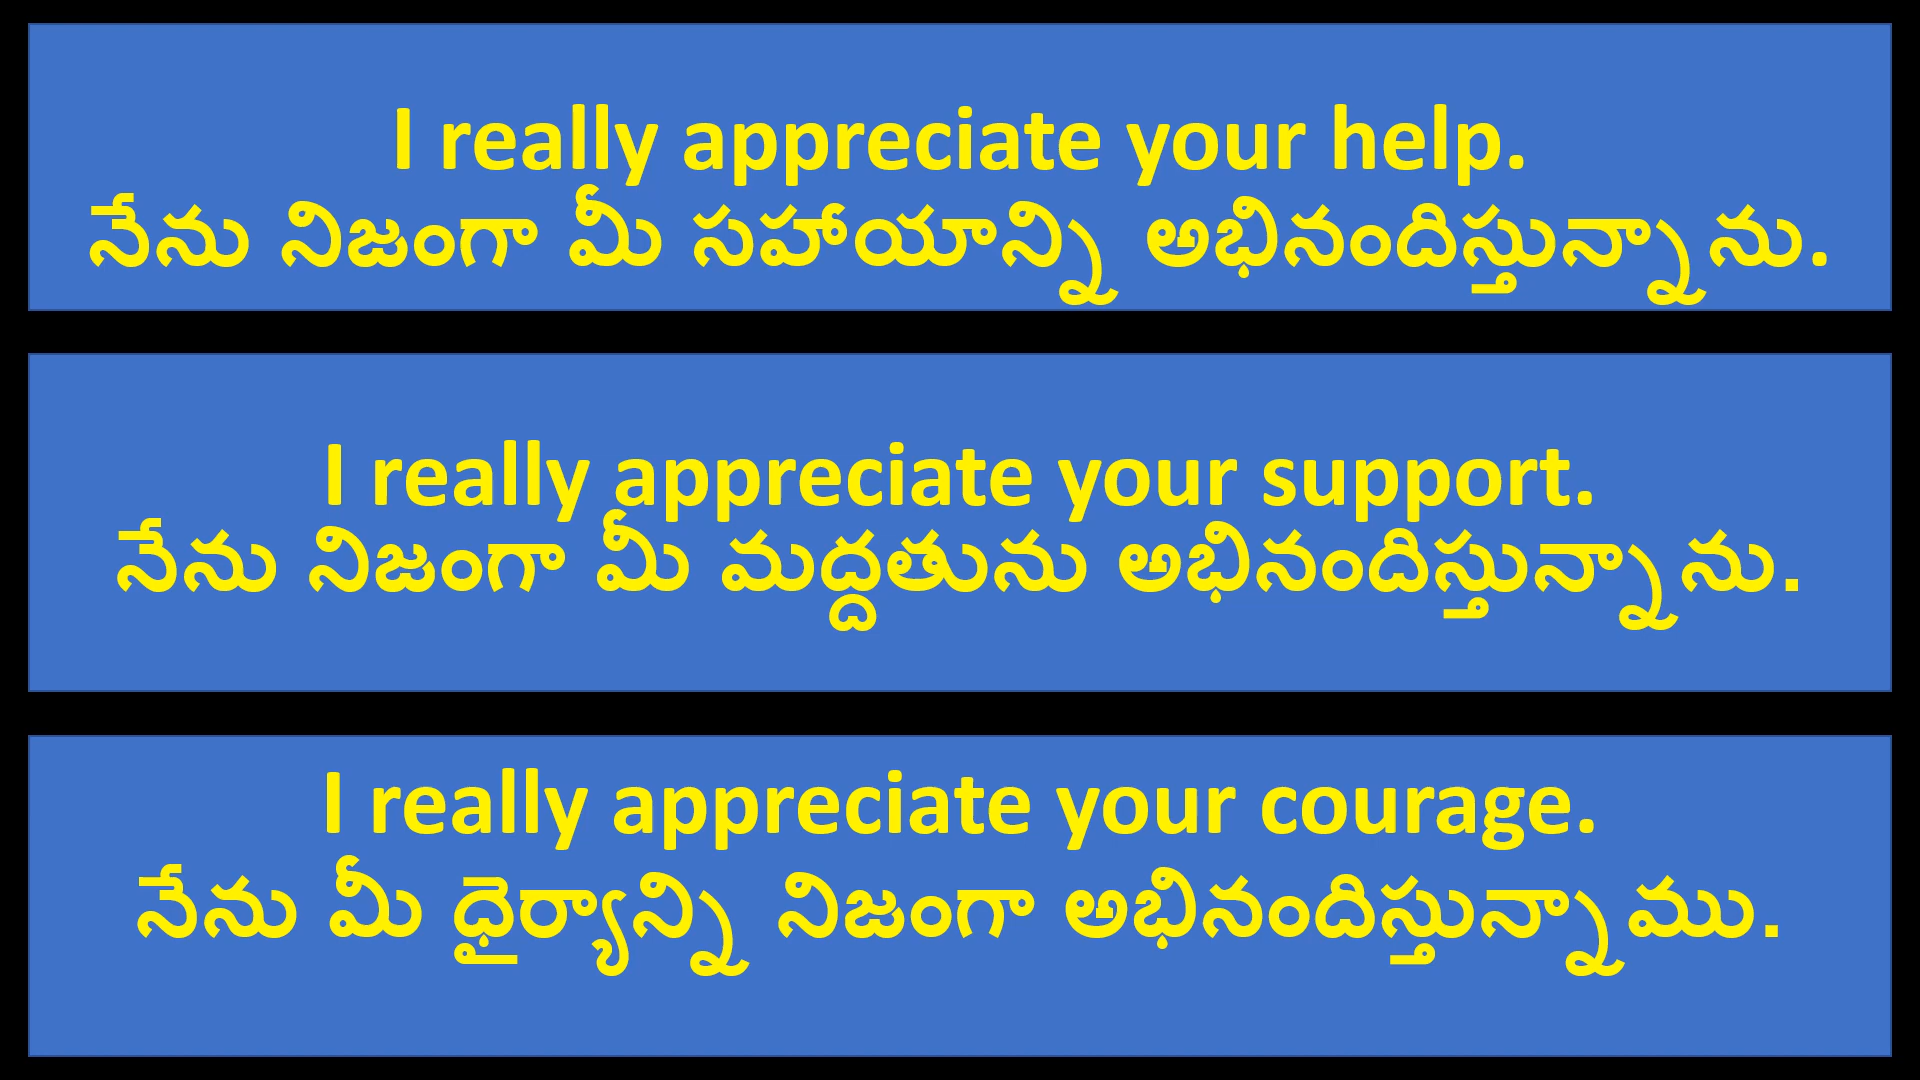 I really appreciate your help.
నేను నిజంగా మీ సహాయాన్ని అభినందిస్తున్నాను.
I really appreciate your support.
నేను నిజంగా మీ మద్దతును అభినందిస్తున్నాను.
I really appreciate your courage.
నేను మీ ధైర్యాన్ని నిజంగా అభినందిస్తున్నాము.